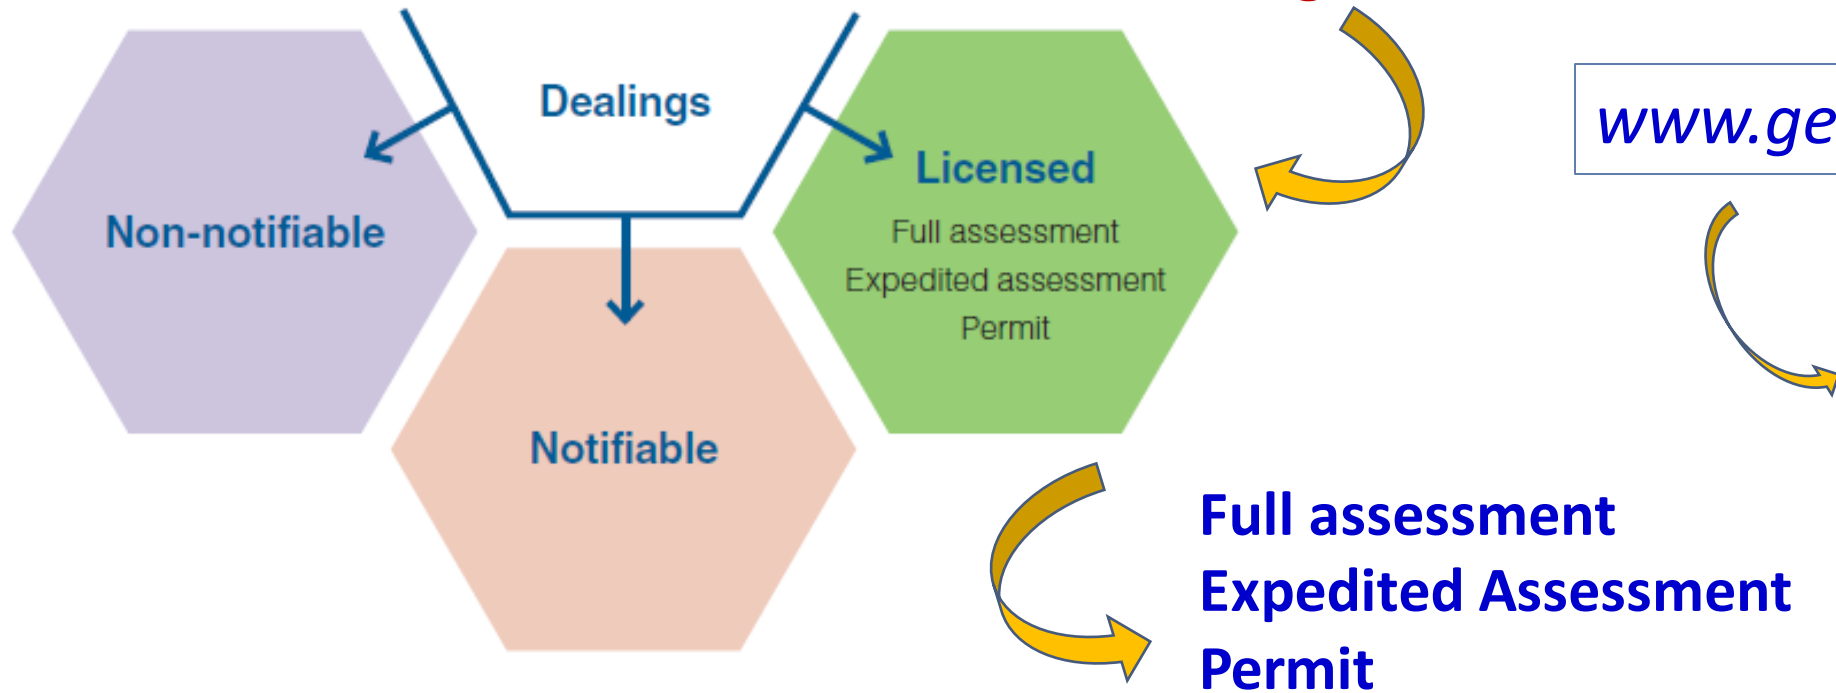 Dealings
www.ge
Licensed
Full assessment
Expedited assessment
Permit
Non-notifiable
Notifiable
Full assessment
Expedited Assessment
Permit